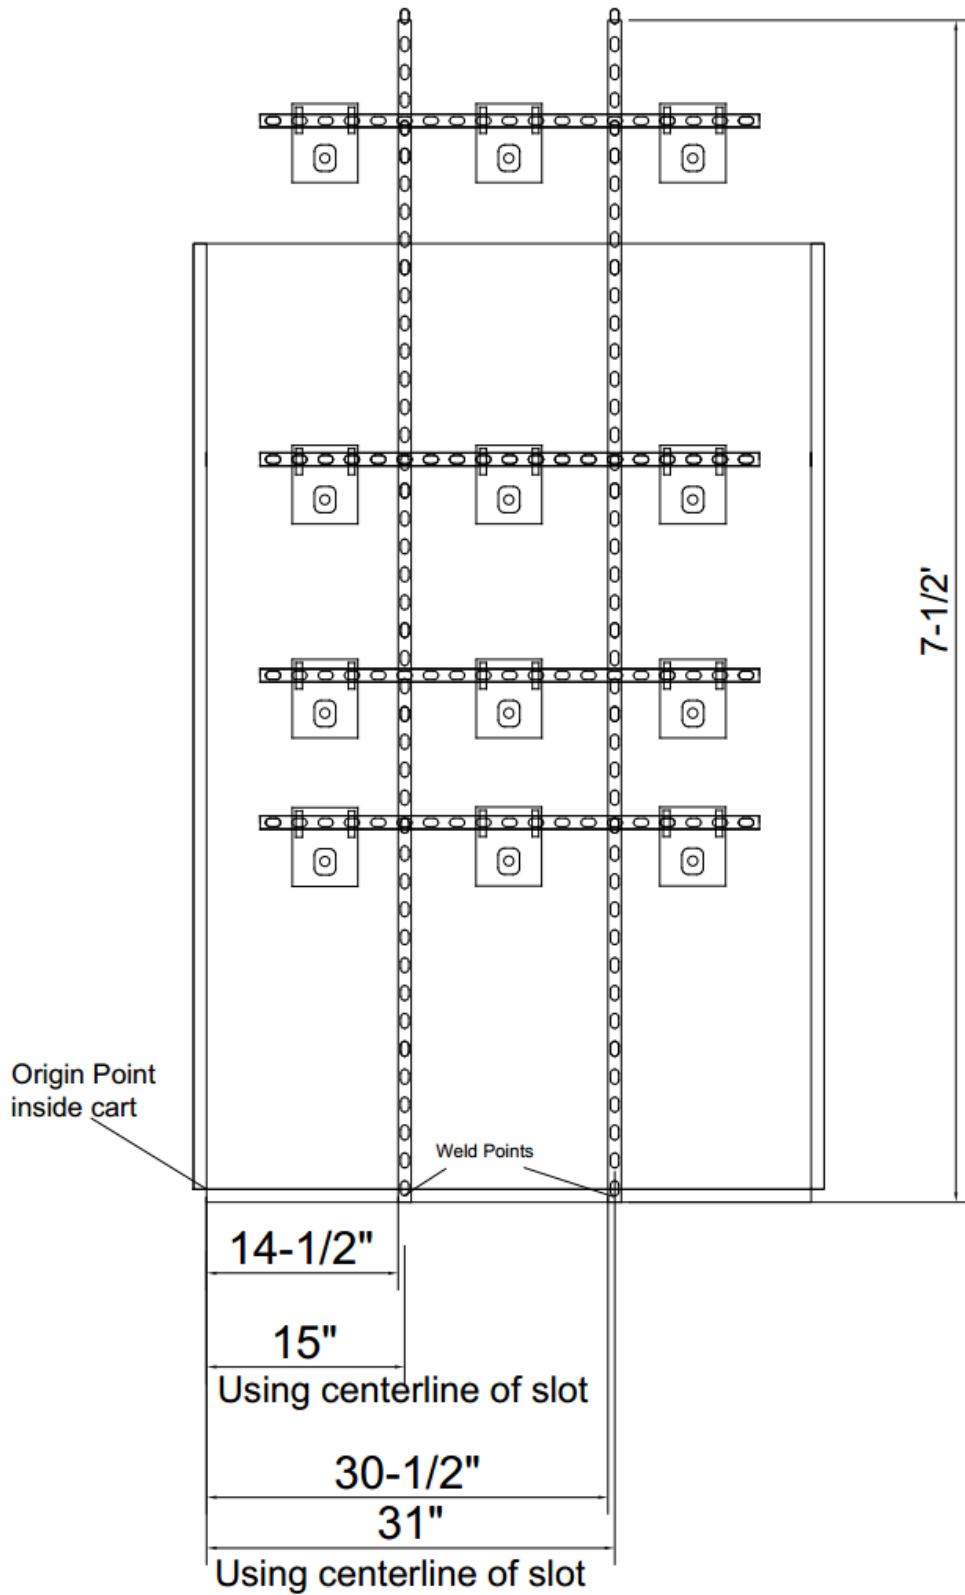 7-1/2'
Origin Point
inside cart
Weld Points
14-1/2"
15"
Using centerline of slot
30-1/2"
31"
Using centerline of slot